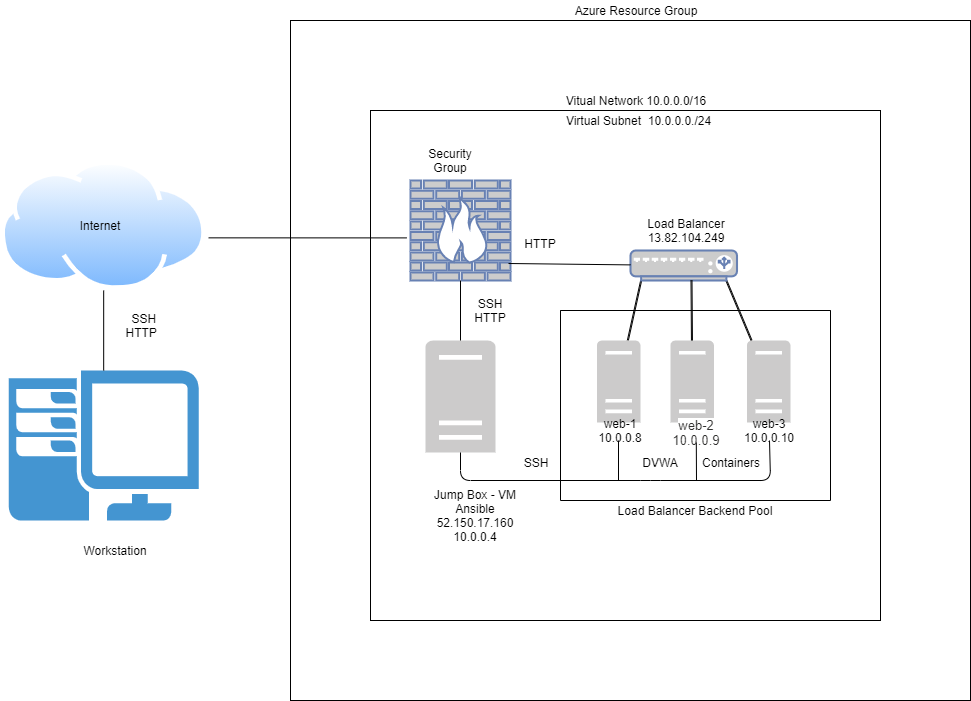 Azure Resource Group
Vitual Network 10.0.0.0/16
Virtual Subnet 10.0.0.0./24
Security
Group
Internet
HTTP
Load Balancer
13.82.104.249
SSH
HTTP
SSH
HTTP
web-1
10.0.0.8
web-2
10.0.0.9
web-3
10.0.0.10
SSH
DVWA
Containers
Jump Box - VM
Ansible
52.150.17.160
10.0.0.4
Load Balancer Backend Pool
Workstation